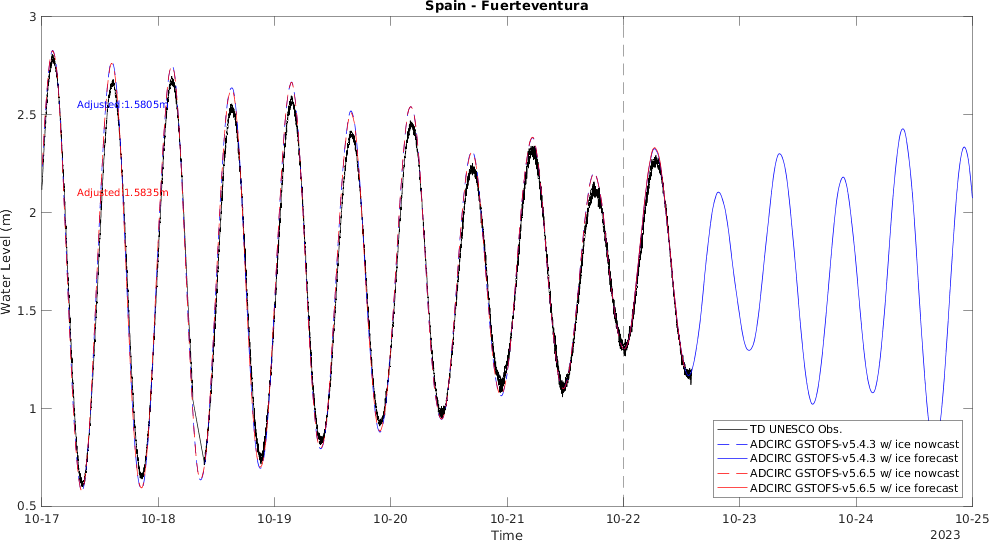 Spain - Fuerteventura
3
2.5
2
1.5
1
0.5
Water Level (m)
Adjusted:1.5805m
Adjusted:1.5835m
TD UNESCO Obs.
ADCIRC GSTOFS-v5.4.3 w/ ice nowcast
ADCIRC GSTOFS-v5.4.3 w/ ice forecast
ADCIRC GSTOFS-v5.6.5 w/ ice nowcast
ADCIRC GSTOFS-v5.6.5 w/ ice forecast
10-17 10-18 10-19 10-20 10-21 10-22 10-23 10-24 10-25
Time
2023